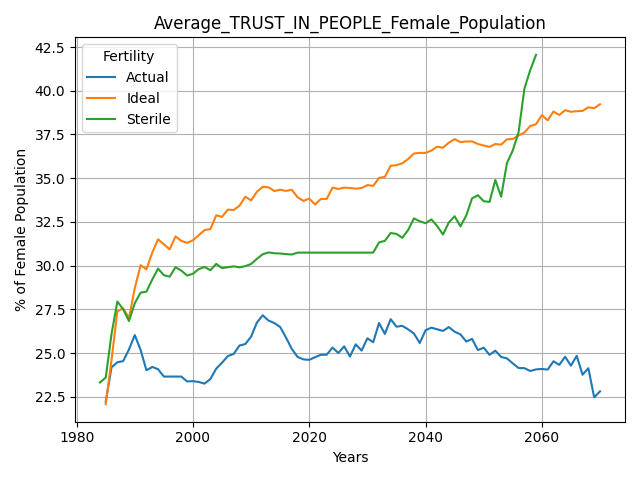 Average_TRUST_IN_PEOPLE_Female_Population
% of Female Population
42.5
40.0
37.5
35.0
32.5
30.0
27.5
25.0
22.5
Fertility
Actual
Ideal
Sterile
1980
2000
2020
2040
2060
Years